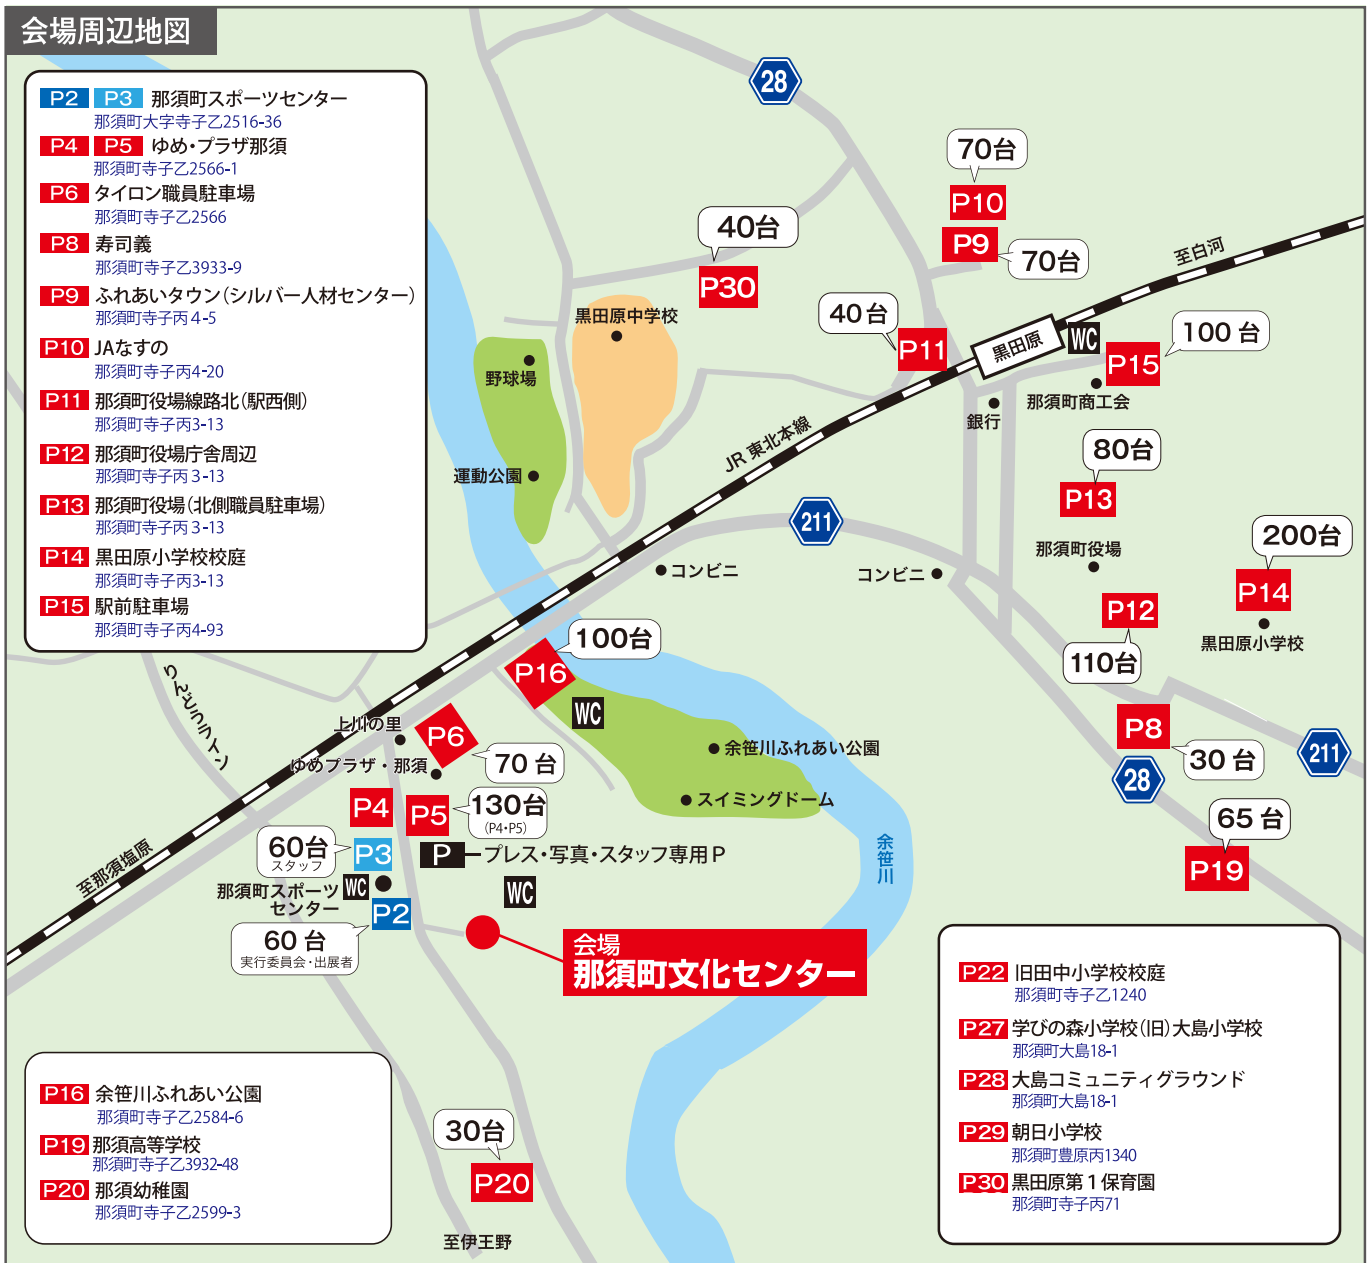 会場周辺地図
P2 P3 那須町スポーツセンター
那須町大字寺子乙2516-36
P4 P5 ゆめ・プラザ那須
那須町寺子乙2566-1
P6 タイロン職員駐車場
那須町寺子乙2566
P8 寿司義
那須町寺子乙3933-9
P9 ふれあいタウン（シルバー人材センター）
那須町寺子丙4-5
P10 JAなすの
那須町寺子丙4-20
P11 那須町役場線路北（駅西側）
那須町寺子丙3-13
P12 那須町役場庁舎周辺
那須町寺子丙3-13
P13 那須町役場（北側職員駐車場）
那須町寺子丙3-13
P14 黒田原小学校校庭
那須町寺子丙3-13
P15 駅前駐車場
那須町寺子丙4-93
28
70台
P10
P9
70台
40台
P30
至白河
黒田原中学校
40台
P11
黒田原
WC
100台
P15
野球場
那須町商工会
銀行
JR東北本線
80台
P13
運動公園
211
200台
那須町役場
コンビニ
コンビニ
P14
P12
黒田原小学校
100台
110台
P16
りんどうライン
WC
上川の里
P6
P8
余笹川ふれあい公園
30台
211
ゆめプラザ・那須
70台
28
スイミングドーム
P4
P5
130台
(P4・P5)
65台
60台
スタッフ
P3
P
プレス・写真・スタッフ専用P
余笹川
至那須塩原
P19
那須町スポーツ
センター
WC
WC
P2
60台
実行委員会・出展者
会場
那須町文化センター
P22 旧田中小学校校庭
那須町寺子乙1240
P27 学びの森小学校（旧）大島小学校
那須町大島18-1
P28 大島コミュニティグラウンド
那須町大島18-1
P29 朝日小学校
那須町豊原丙1340
P30 黒田原第1保育園
那須町寺子丙71
P16 余笹川ふれあい公園
那須町寺子乙2584-6
P19 那須高等学校
那須町寺子乙3932-48
P20 那須幼稚園
那須町寺子乙2599-3
30台
P20
至伊王野